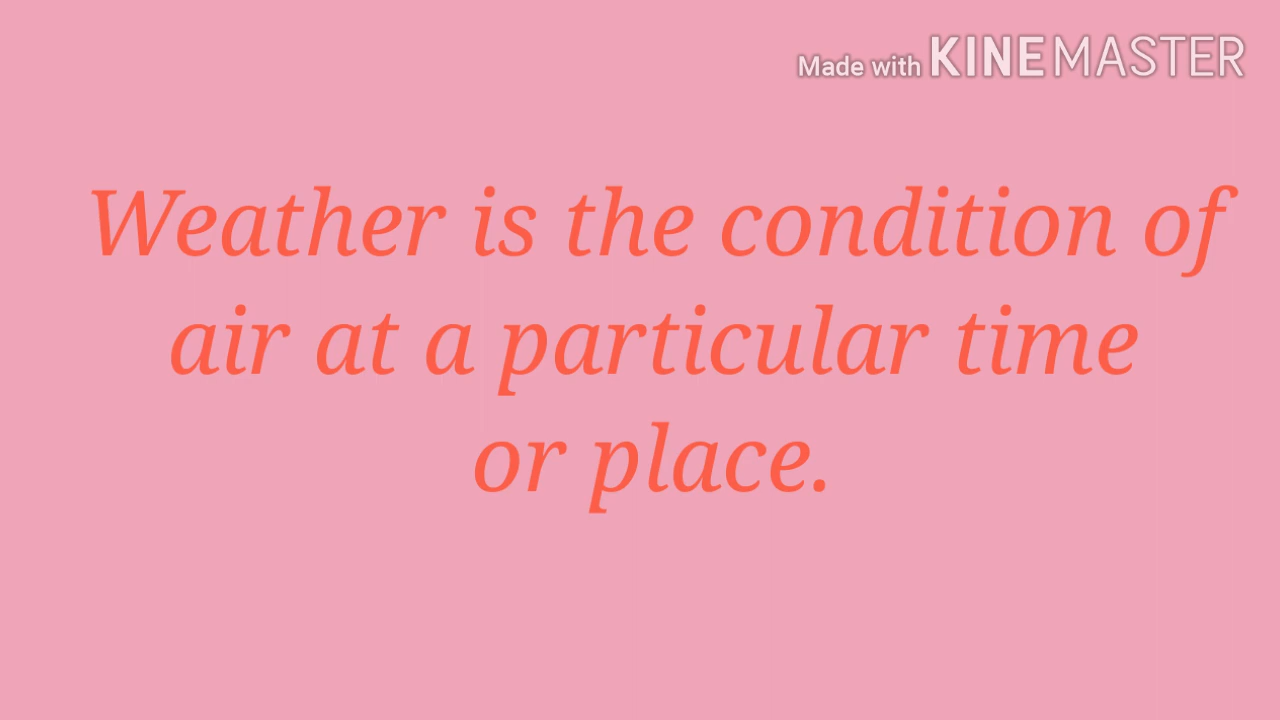 Made with KINEMASTER
Weather is the condition of
air at a particular time
or place.